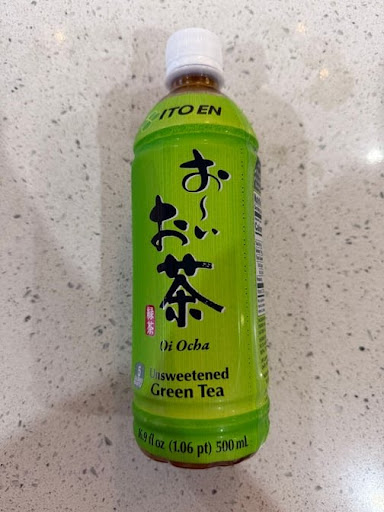 ITO EN
お～い
お茶
緑茶
Oi Ocha
Unsweetened
Green Tea
16.9 fl oz (1.06 pt) 500 mL